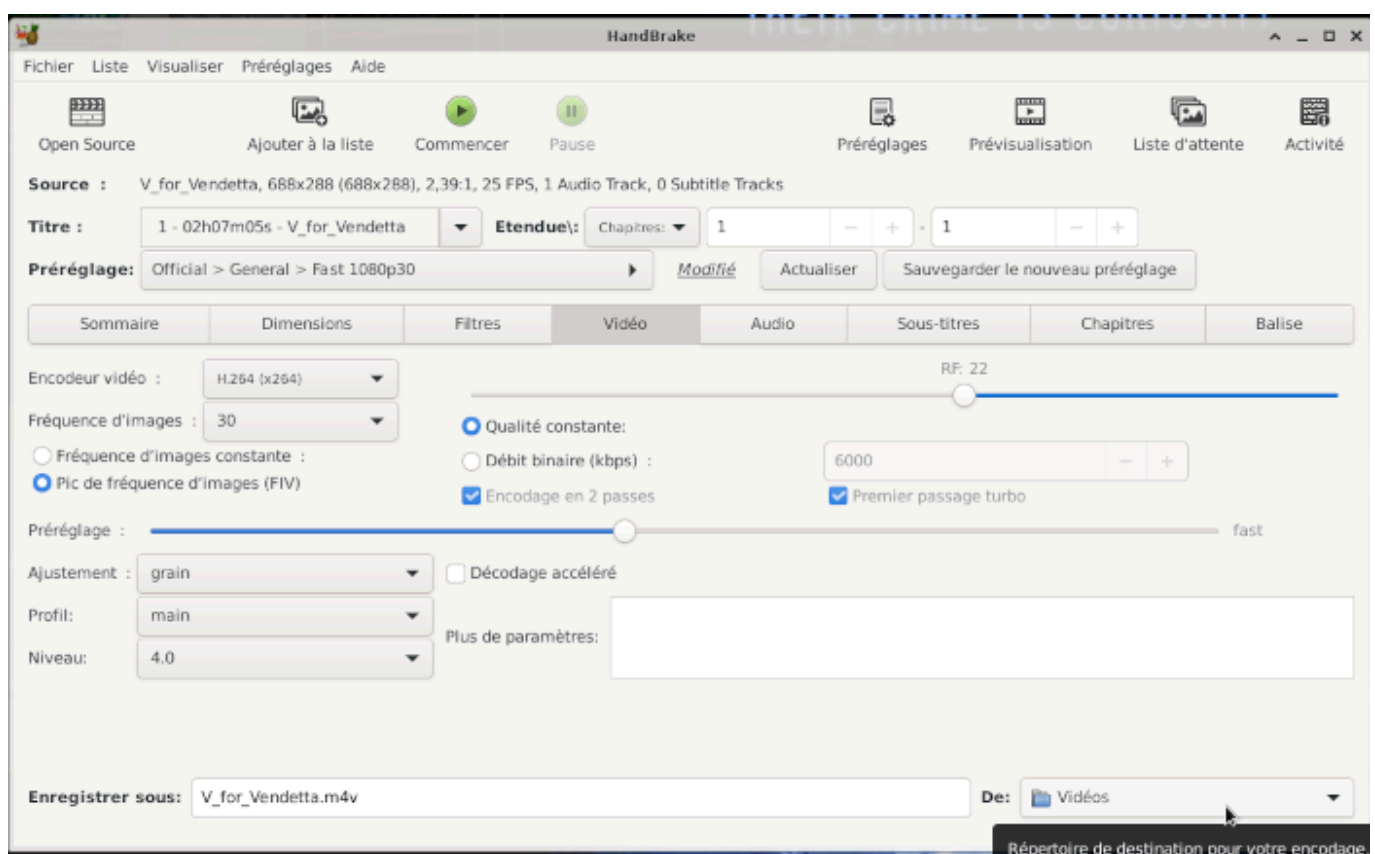 THEIR CRIME IS CURIOSITY
HandBrake
Fichier Liste Visualiser Préréglages Aide
Open Source Ajouter à la liste Commencer Pause Préréglages Prévisualisation Liste d'attente Activité
Source : V_for_Vendetta, 688x288 (688x288), 2,39:1, 25 FPS, 1 Audio Track, 0 Subtitle Tracks
Titre : 1 - 02h07m05s - V_for_Vendetta Etendue\: Chapitres: 1 - + - 1 - +
Préréglage: Official > General > Fast 1080p30 Modifié Actualiser Sauvegarder le nouveau préréglage
Sommaire Dimensions Filtres Vidéo Audio Sous-titres Chapitres Balise
Encodeur vidéo : H.264 (x264) RF: 22
Fréquence d'images : 30 Qualité constante:
Fréquence d'images constante : Débit binaire (kbps) : 6000 - +
Pic de fréquence d'images (FIV) Encodage en 2 passes Premier passage turbo
Préréglage : fast
Ajustement : grain Décodage accéléré
Profil: main
Plus de paramètres:
Niveau: 4.0
Enregistrer sous: V_for_Vendetta.m4v De: Vidéos
Répertoire de destination pour votre encodage